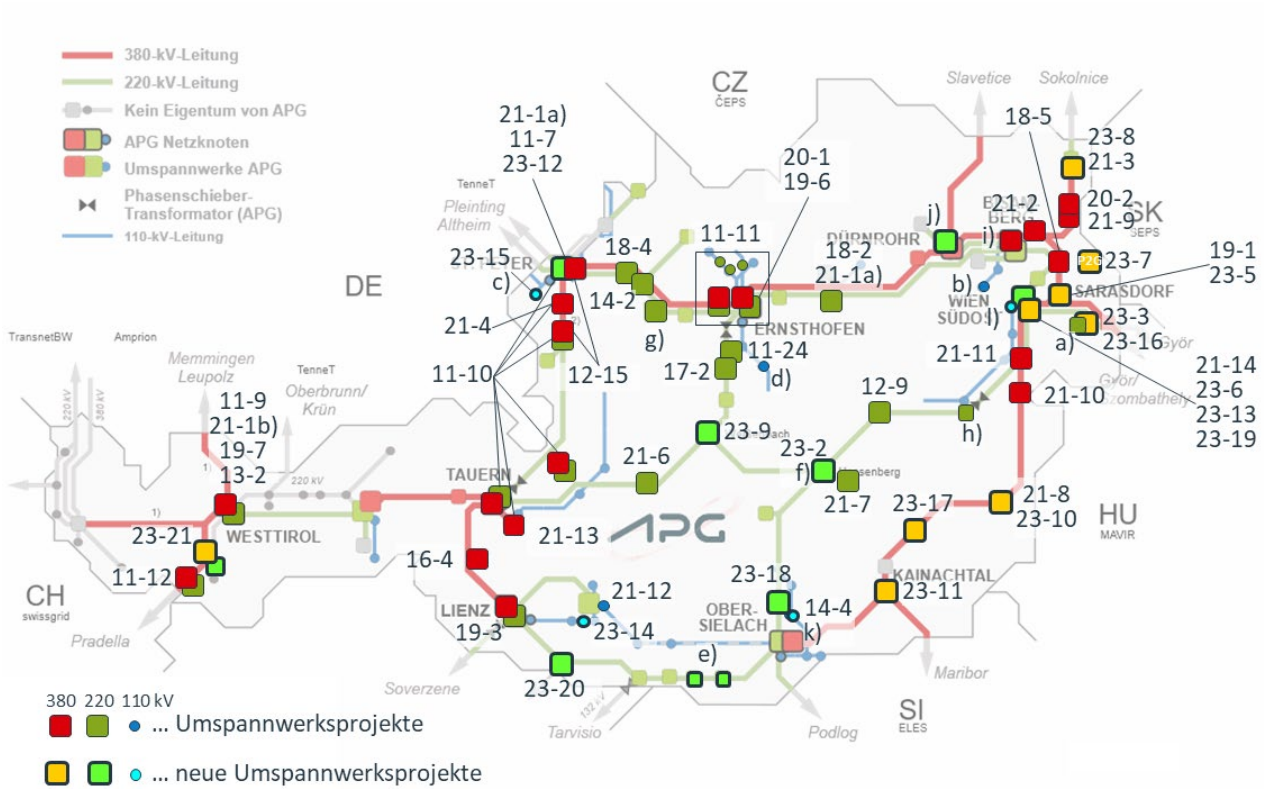 380-kV-Leitung
220-kV-Leitung
Kein Eigentum von APG
APG Netzknoten
Umspannwerke APG
Phasenschieber-
Transformator (APG)
110-kV-Leitung
CZ
ČEPS
Slavetice
Sokolnice
21-1a)
11-7
23-12
18-5
23-8
21-3
20-1
19-6
TenneT
Pleinting
Altheim
20-2
21-9
SK
SEPS
21-2
j)
i)
DÜRNROHR
11-11
18-4
18-2
21-1a)
23-15
c)
14-2
P2G
23-7
19-1
23-5
b)
WIEN
SÜDOST
l)
SARASDORF
DE
21-4
g)
ERNSTHOFEN
23-3
23-16
a)
Győr
TransnetBW
Amprion
Memmingen
Leupolz
TenneT
Oberbrunn/
Krün
11-10
12-15
17-2
11-24
d)
21-11
21-10
Győr/
Szombathely
21-14
23-6
23-13
23-19
220 kV
380 kV
11-9
21-1b)
19-7
13-2
12-9
h)
23-9
23-2
f)
21-7
1)
220 kV
1)
TAUERN
21-6
WESTTIROL
APG
21-13
23-17
21-8
23-10
HU
MAVIR
23-21
11-12
16-4
CH
swissgrid
Pradella
LIENZ
19-3
21-12
23-14
23-18
OBER-
SIELACH
14-4
k)
KAINACHTAL
23-11
e)
23-20
Soverzene
132 kV
Tarvisio
Podlog
Maribor
SI
ELES
380 220 110 kV
... Umspannwerksprojekte
... neue Umspannwerksprojekte